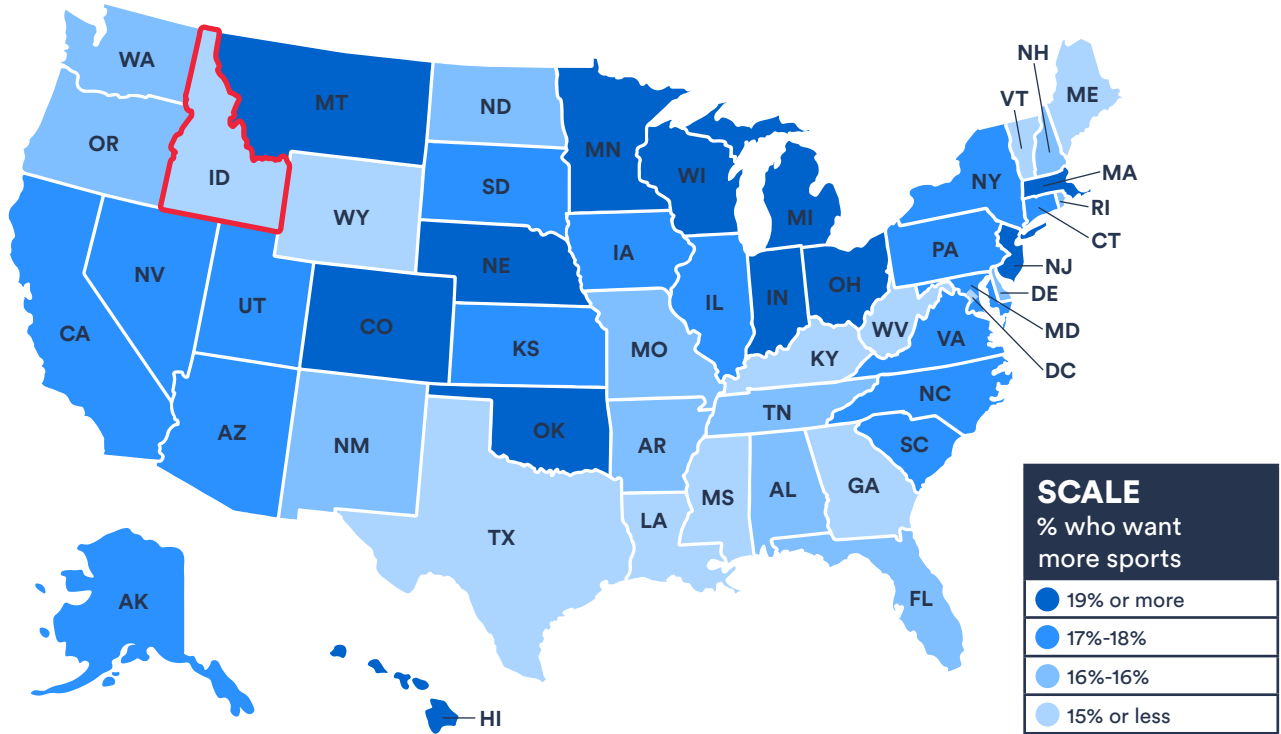 WA
MT
ND
MN
OR
ID
SD
WI
MI
WY
NE
IA
NV
UT
CO
KS
IL
IN
OH
PA
NY
NH
VT
ME
MA
RI
CT
NJ
DE
MD
DC
CA
MO
KY
WV
VA
AZ
NM
OK
AR
TN
NC
SC
TX
LA
MS
AL
GA
FL
AK
HI
SCALE
% who want
more sports
19% or more
17%-18%
16%-16%
15% or less